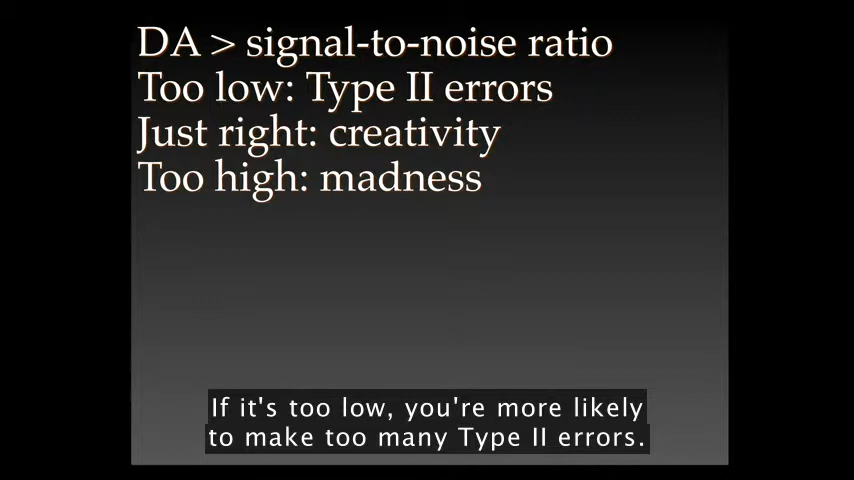 DA > signal-to-noise ratio
Too low: Type II errors
Just right: creativity
Too high: madness
If it's too low, you're more likely
to make too many Type II errors.